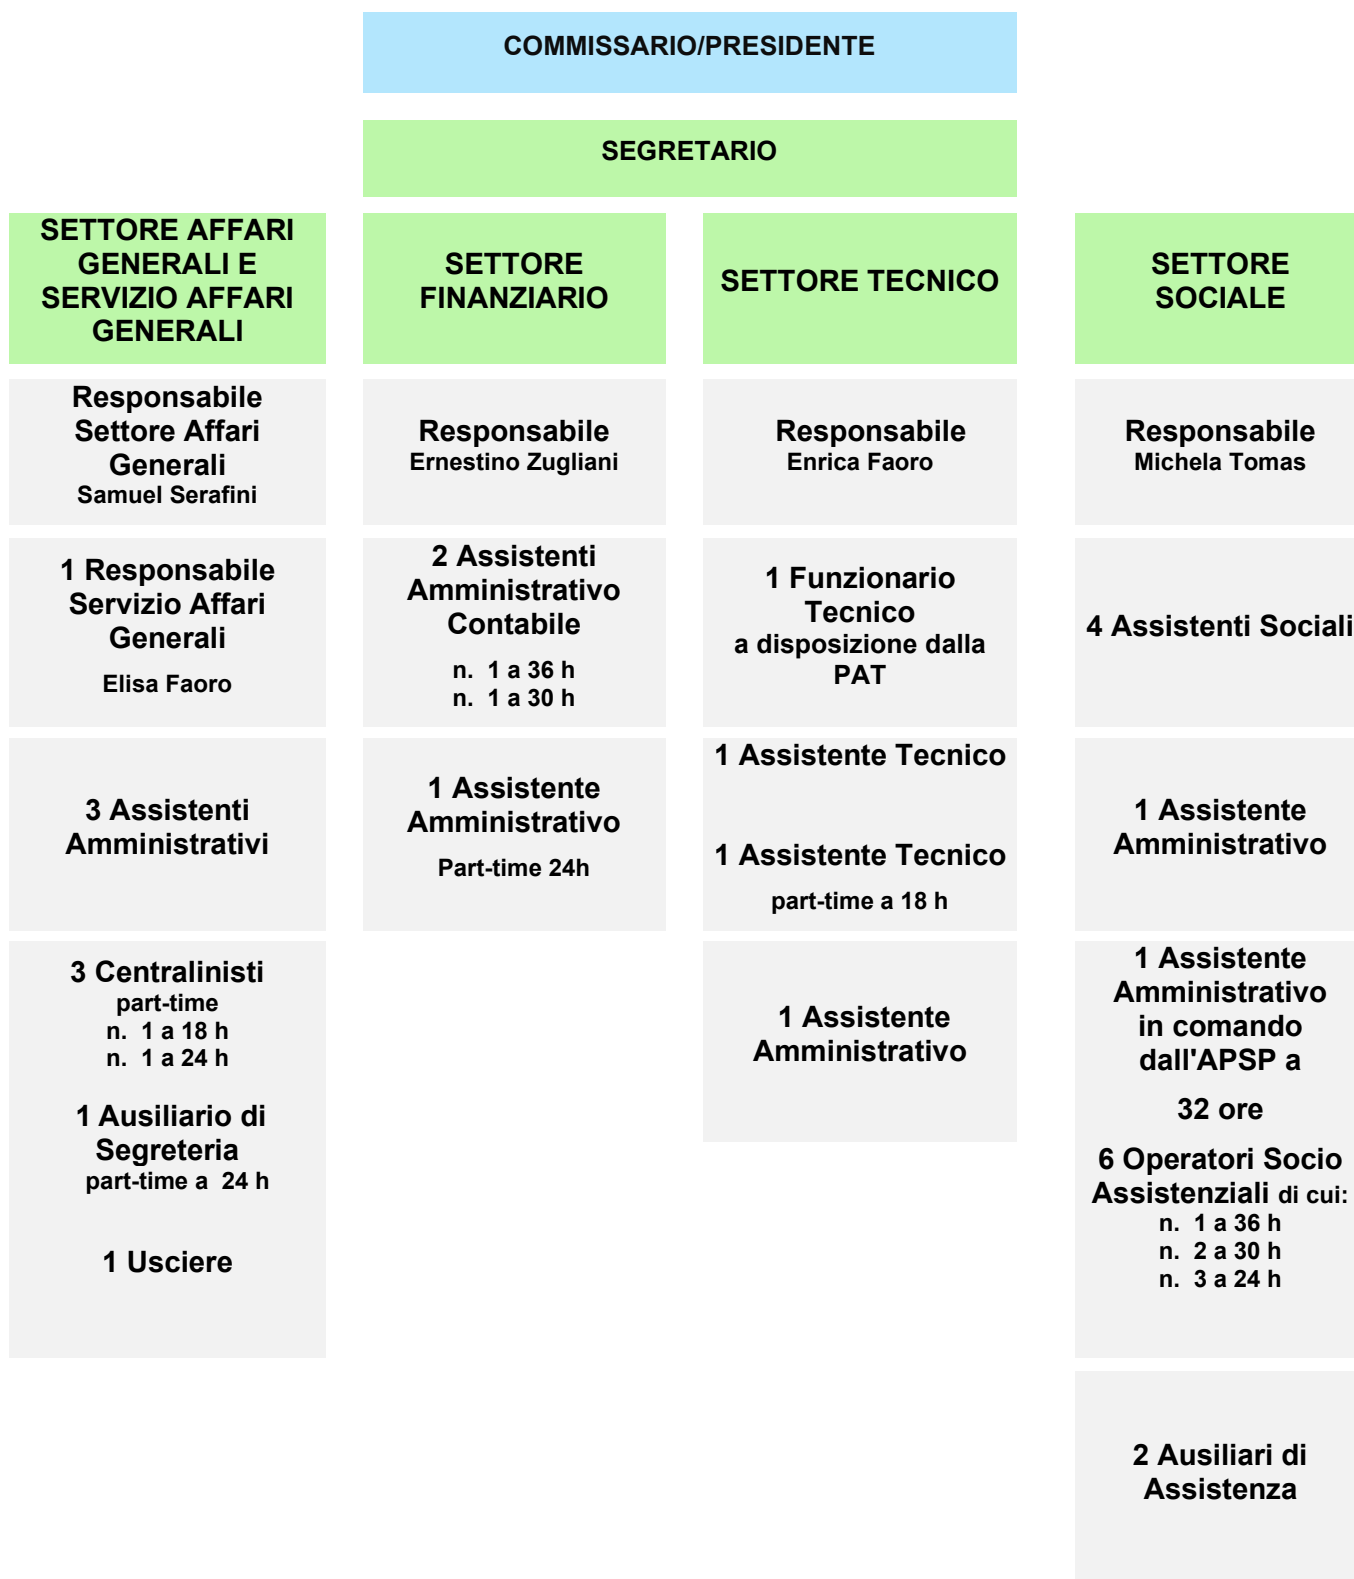 COMMISSARIO/PRESIDENTE
SEGRETARIO
SETTORE AFFARI
GENERALI E
SERVIZIO AFFARI
GENERALI
SETTORE
FINANZIARIO
SETTORE TECNICO
SETTORE
SOCIALE
Responsabile
Settore Affari
Generali
Samuel Serafini
Responsabile
Ernestino Zugliani
Responsabile
Enrica Faoro
Responsabile
Michela Tomas
1 Responsabile
Servizio Affari
Generali
Elisa Faoro
2 Assistenti
Amministrativo
Contabile
n. 1 a 36 h
n. 1 a 30 h
1 Funzionario
Tecnico
a disposizione dalla
PAT
4 Assistenti Sociali
3 Assistenti
Amministrativi
1 Assistente
Amministrativo
Part-time 24h
1 Assistente Tecnico
1 Assistente Tecnico
part-time a 18 h
1 Assistente
Amministrativo
3 Centralinisti
part-time
n. 1 a 18 h
n. 1 a 24 h
1 Ausiliario di
Segreteria
part-time a 24 h
1 Usciere
1 Assistente
Amministrativo
1 Assistente
Amministrativo
in comando
dall'APSP a
32 ore
6 Operatori Socio
Assistenziali di cui:
n. 1 a 36 h
n. 2 a 30 h
n. 3 a 24 h
2 Ausiliari di
Assistenza